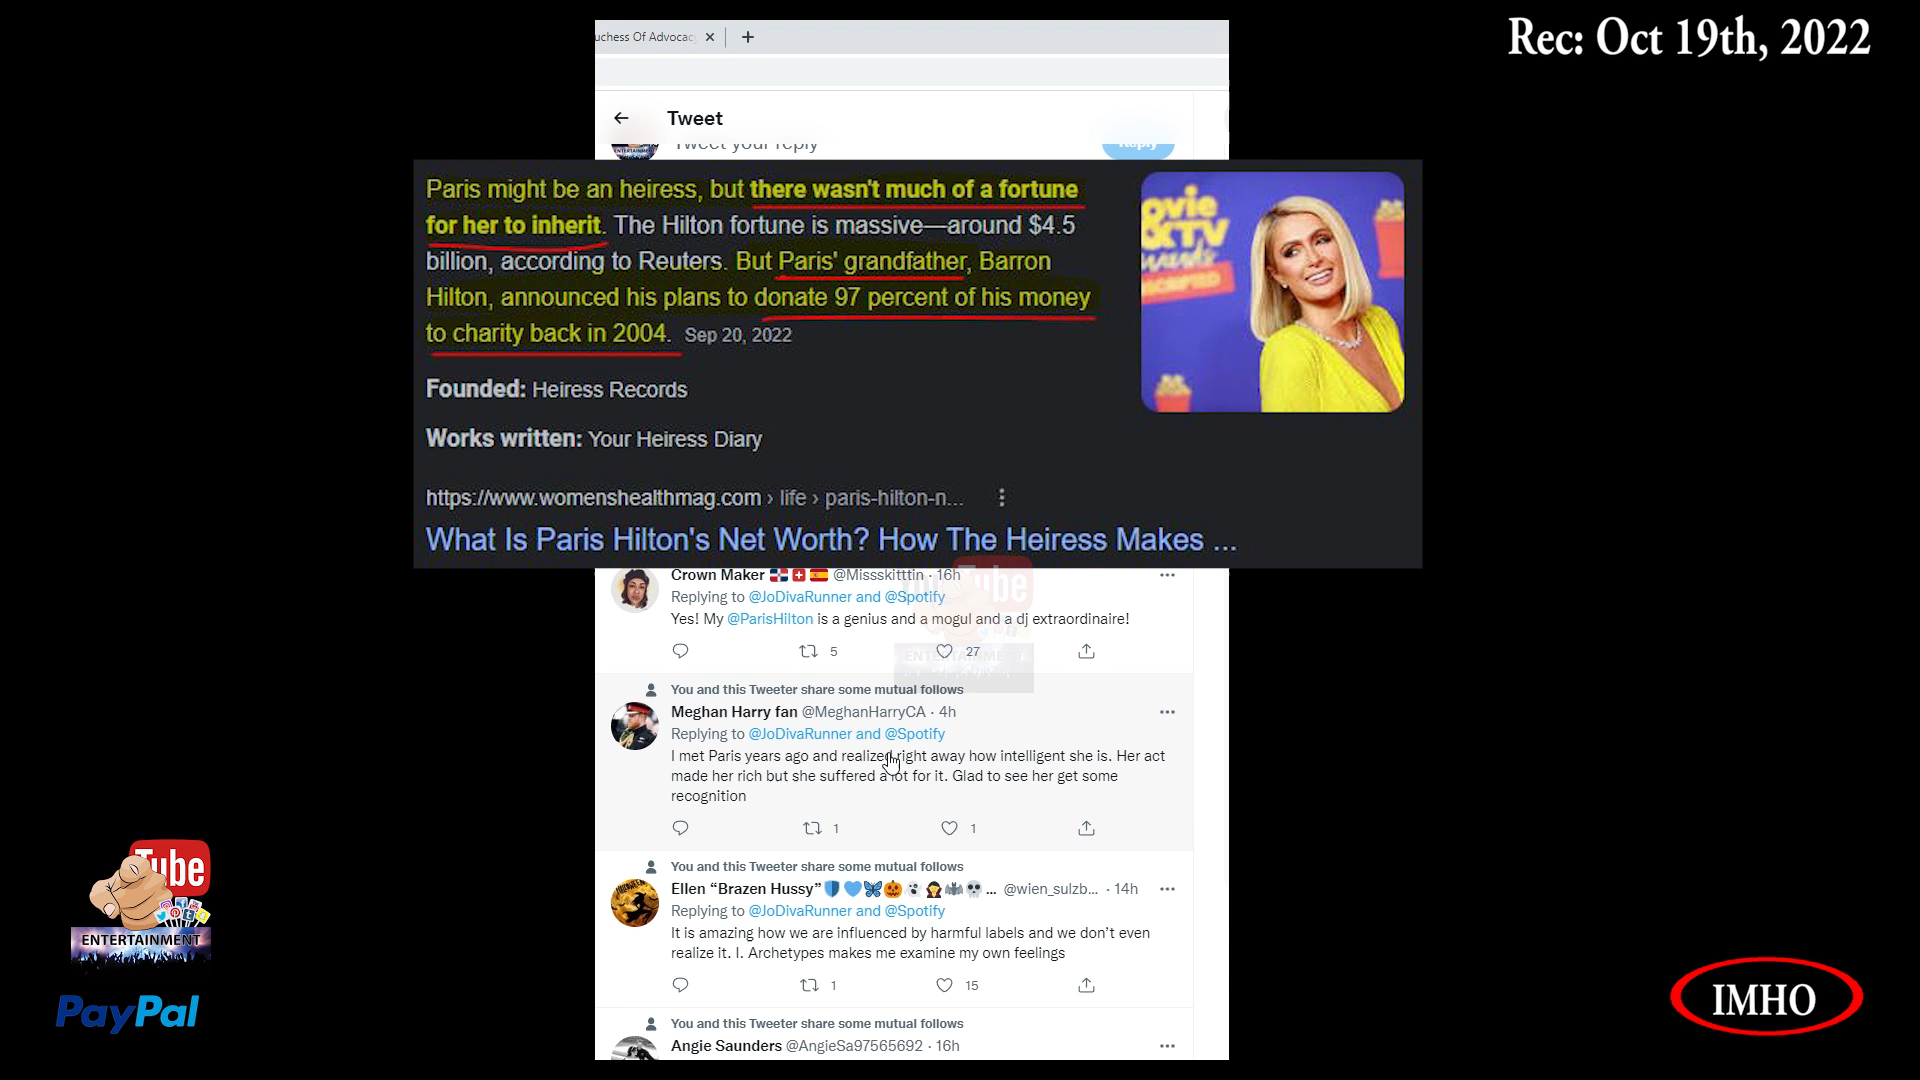 Rec: Oct 19th, 2022
uchess Of Advocac
Tweet
Tweet your reply
Reply
Paris might be an heiress, but there wasn't much of a fortune
for her to inherit. The Hilton fortune is massive—around $4.5
billion, according to Reuters. But Paris' grandfather, Barron
Hilton, announced his plans to donate 97 percent of his money
to charity back in 2004. Sep 20, 2022
Founded: Heiress Records
Works written: Your Heiress Diary
https://www.womenshealthmag.com › life › paris-hilton-n...
What Is Paris Hilton's Net Worth? How The Heiress Makes ...
Crown Maker @Missskitttin · 16h
Replying to @JoDivaRunner and @Spotify
Yes! My @ParisHilton is a genius and a mogul and a dj extraordinaire!
5 27
You and this Tweeter share some mutual follows
Meghan Harry fan @MeghanHarryCA · 4h
Replying to @JoDivaRunner and @Spotify
I met Paris years ago and realized right away how intelligent she is. Her act
made her rich but she suffered a lot for it. Glad to see her get some
recognition
1 1
You and this Tweeter share some mutual follows
Ellen “Brazen Hussy” ... @wien_sulzb... · 14h
Replying to @JoDivaRunner and @Spotify
It is amazing how we are influenced by harmful labels and we don’t even
realize it. I. Archetypes makes me examine my own feelings
1 15
You and this Tweeter share some mutual follows
Angie Saunders @AngieSa97565692 · 16h
Tube
ENTERTAINMENT
PayPal
IMHO